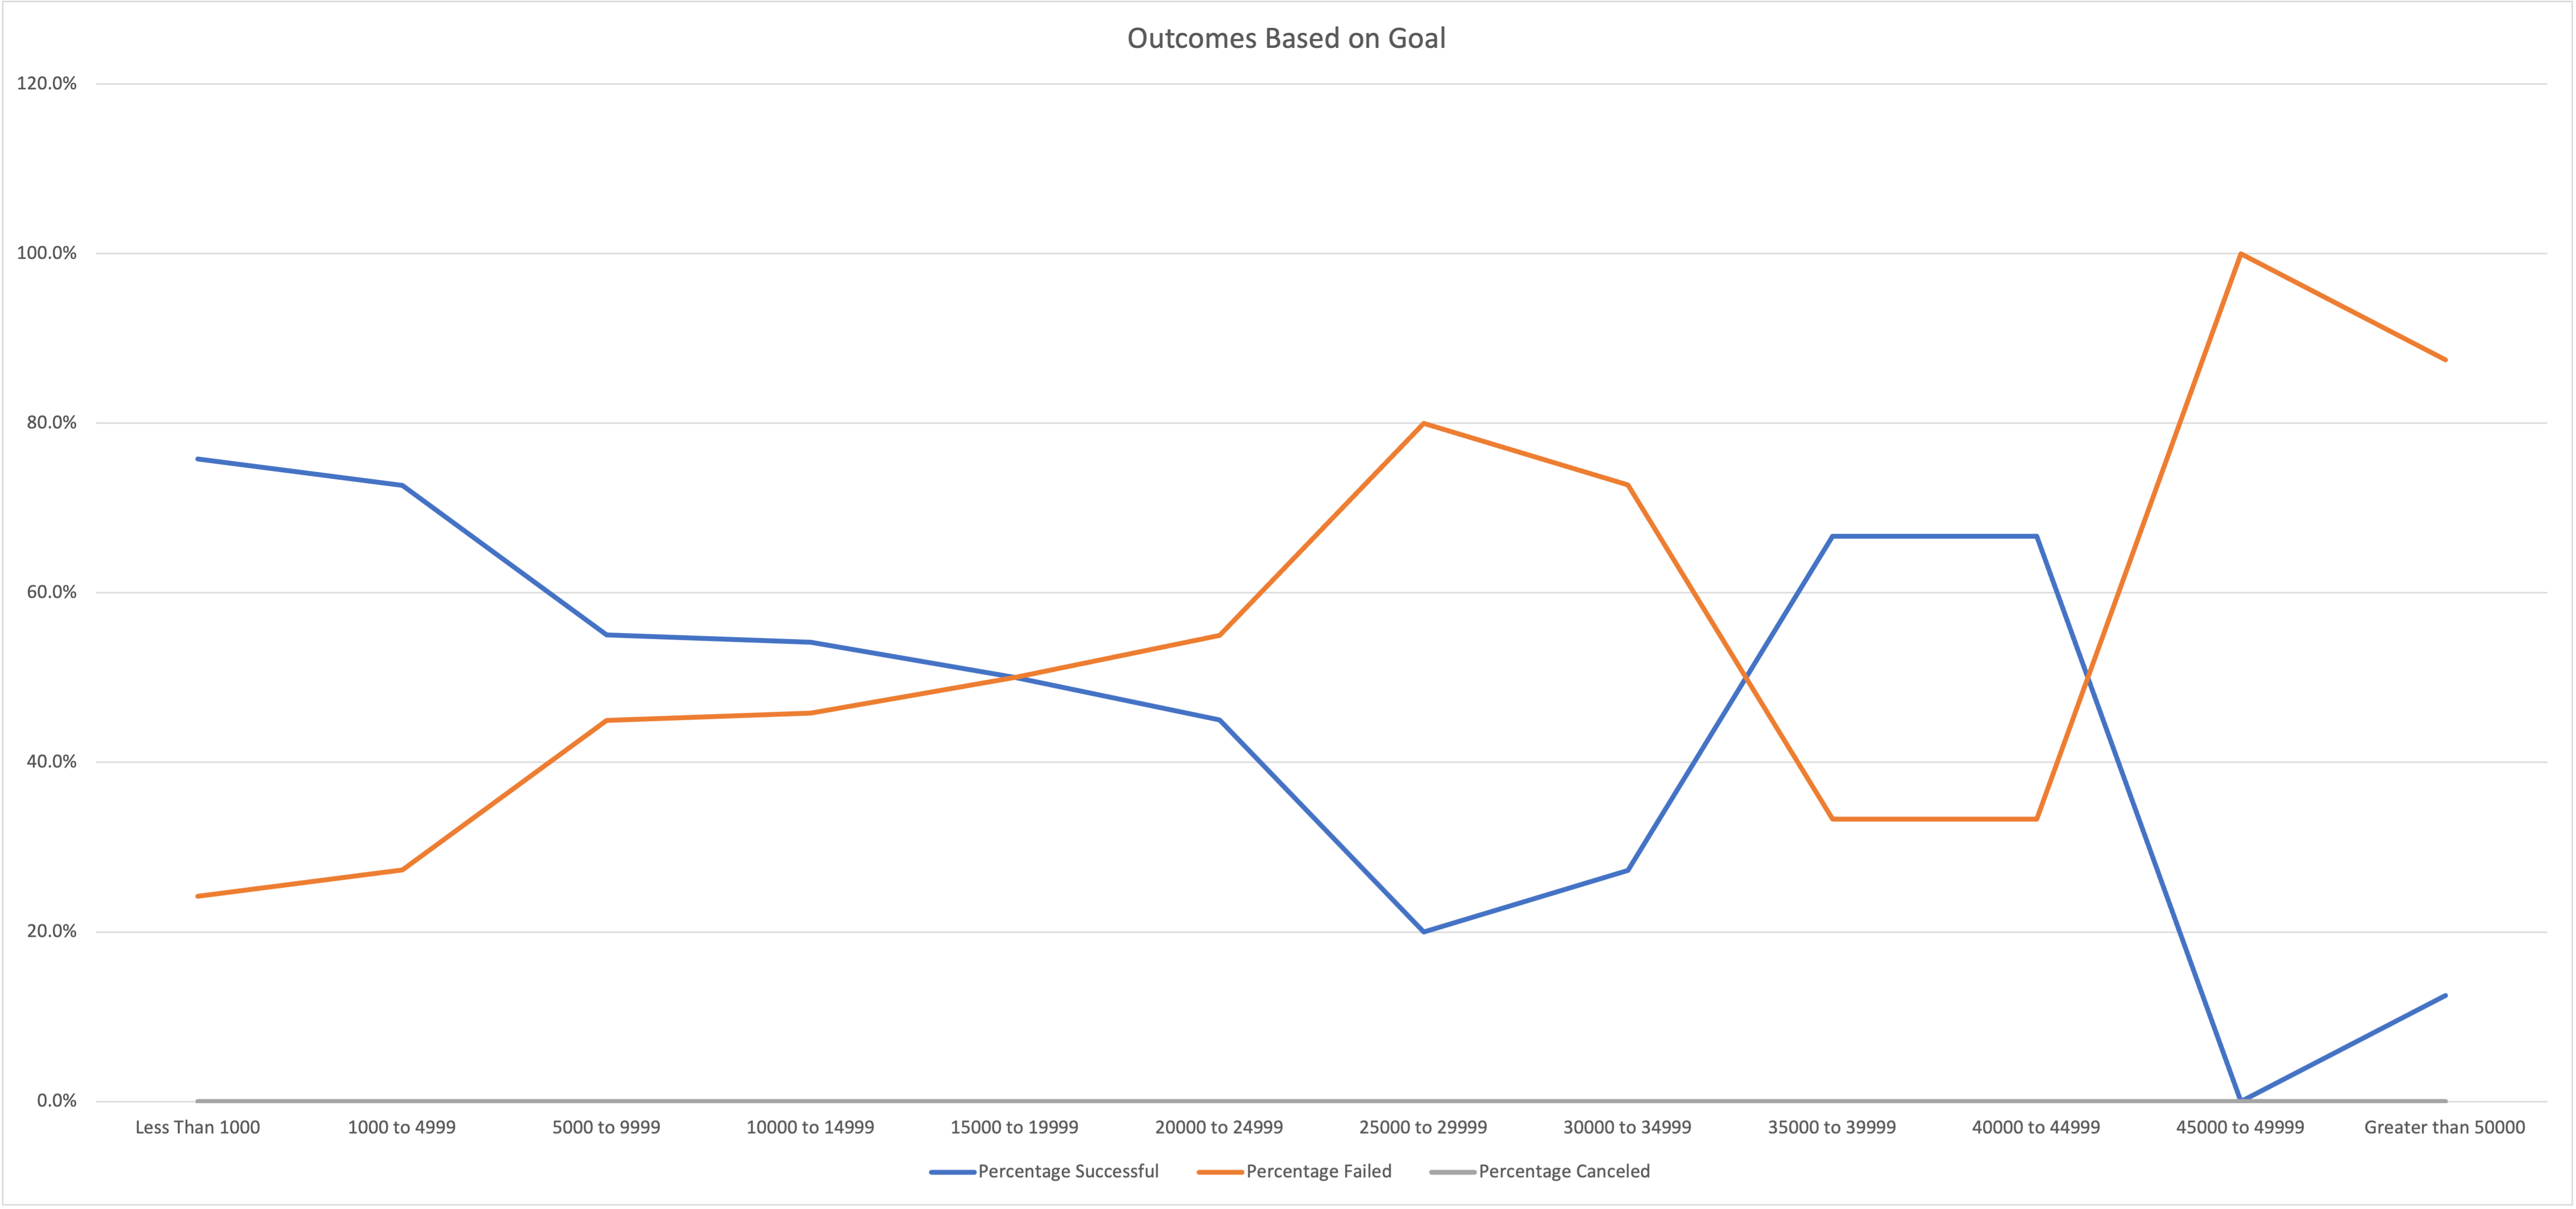 Outcomes Based on Goal
120.0%
100.0%
80.0%
60.0%
40.0%
20.0%
0.0%
Less Than 1000 1000 to 4999 5000 to 9999 10000 to 14999 15000 to 19999 20000 to 24999 25000 to 29999 30000 to 34999 35000 to 39999 40000 to 44999 45000 to 49999 Greater than 50000
Percentage Successful Percentage Failed Percentage Canceled